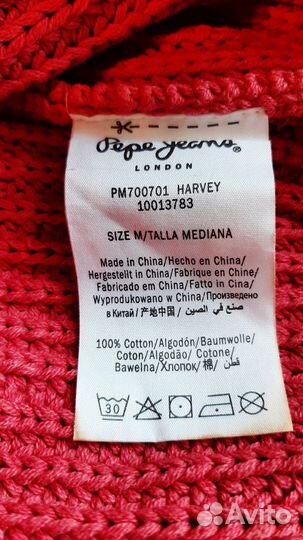 Pepe Jeans
LONDON
PM700701 HARVEY
10013783
SIZE M/TALLA MEDIANA
Made in China/Hecho en China/
Hergestellt in China/Fabrique en Chine/
Fabricado em China/Fatto in Cina/
Wyprodukowano w China/Произведено
в Китай/产地中国/ صنع في الصين
100% Cotton/Algodón/Baumwolle/
Coton/Algodão/Cotone/
Bawełna/Хлопок/棉/ قطن
30
Avito